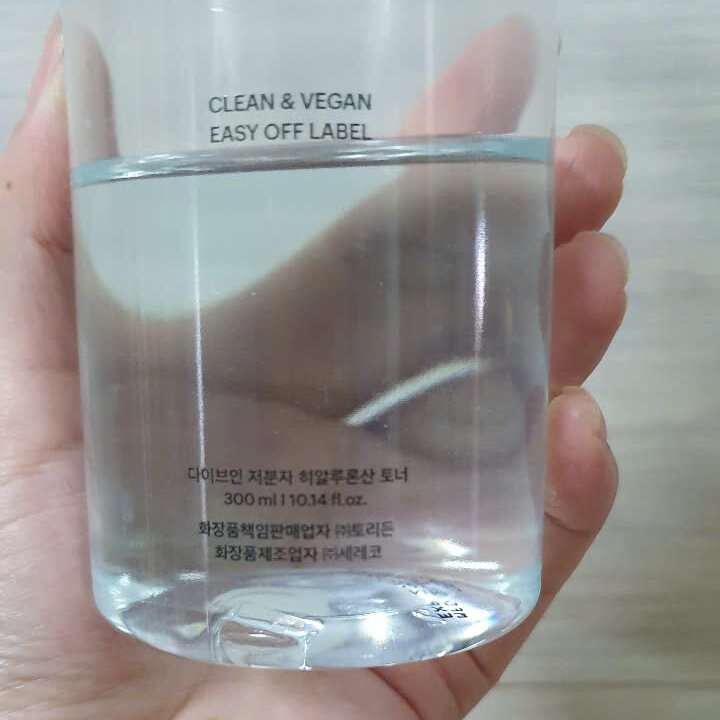 CLEAN & VEGAN
EASY OFF LABEL
다이브인 저분자 히알루론산 토너
300 ml | 10.14 fl.oz.
화장품책임판매업자 ㈜토리든
화장품제조업자 ㈜세레코